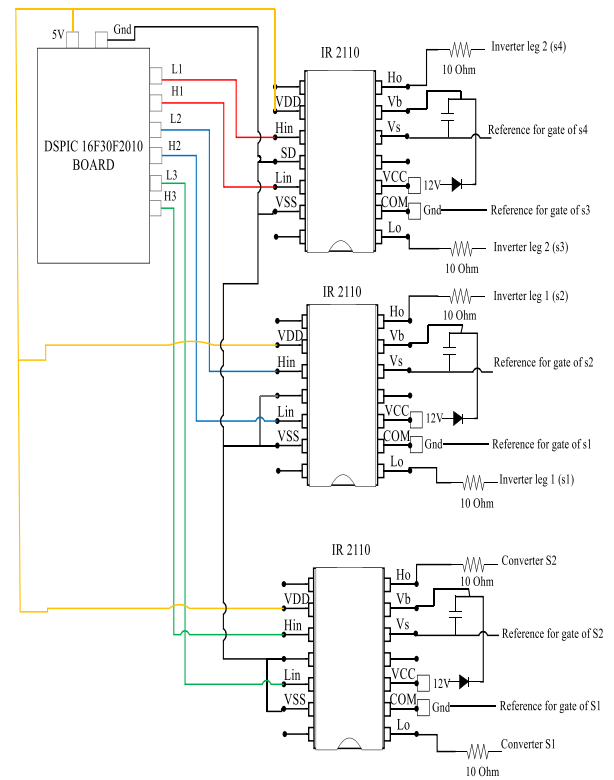 5V
Gnd
DSPIC 16F30F2010
BOARD
L1
H1
L2
H2
L3
H3
IR 2110
VDD
Hin
SD
Lin
VSS
Ho
Vb
Vs
VCC
COM
Lo
10 Ohm
Inverter leg 2 (s4)
Reference for gate of s4
12V
Gnd
Reference for gate of s3
Inverter leg 2 (s3)
10 Ohm
IR 2110
VDD
Hin
Lin
VSS
Ho
Vb
Vs
VCC
COM
Lo
Inverter leg 1 (s2)
10 Ohm
Reference for gate of s2
12V
Gnd
Reference for gate of s1
Inverter leg 1 (s1)
10 Ohm
IR 2110
VDD
Hin
Lin
VSS
Ho
Vb
Vs
VCC
COM
Lo
Converter S2
10 Ohm
Reference for gate of S2
12V
Gnd
Reference for gate of S1
Converter S1
10 Ohm